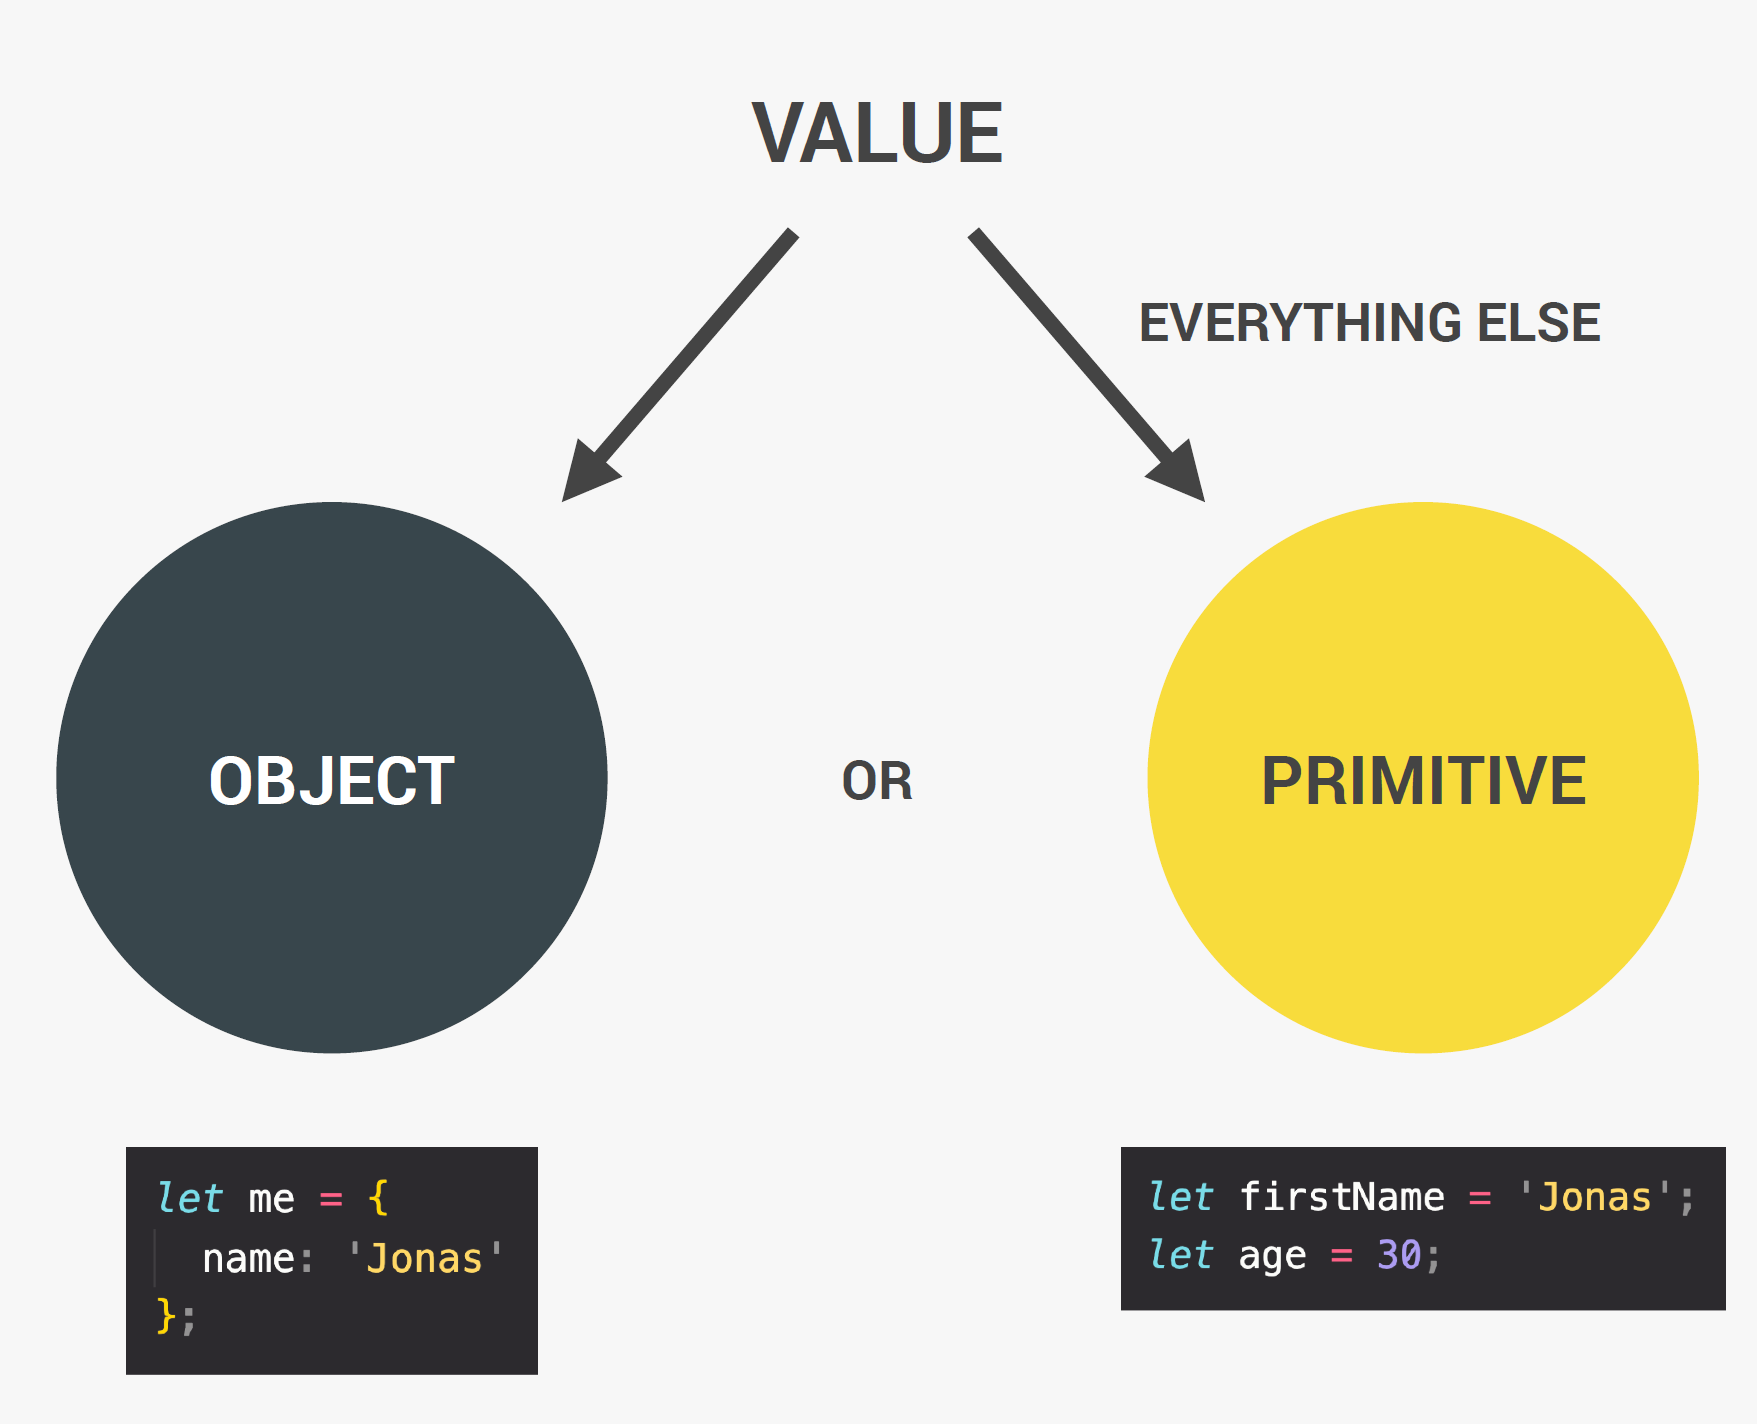 VALUE
EVERYTHING ELSE
OBJECT
OR
PRIMITIVE
let me = {
  name: 'Jonas'
};
let firstName = 'Jonas';
let age = 30;